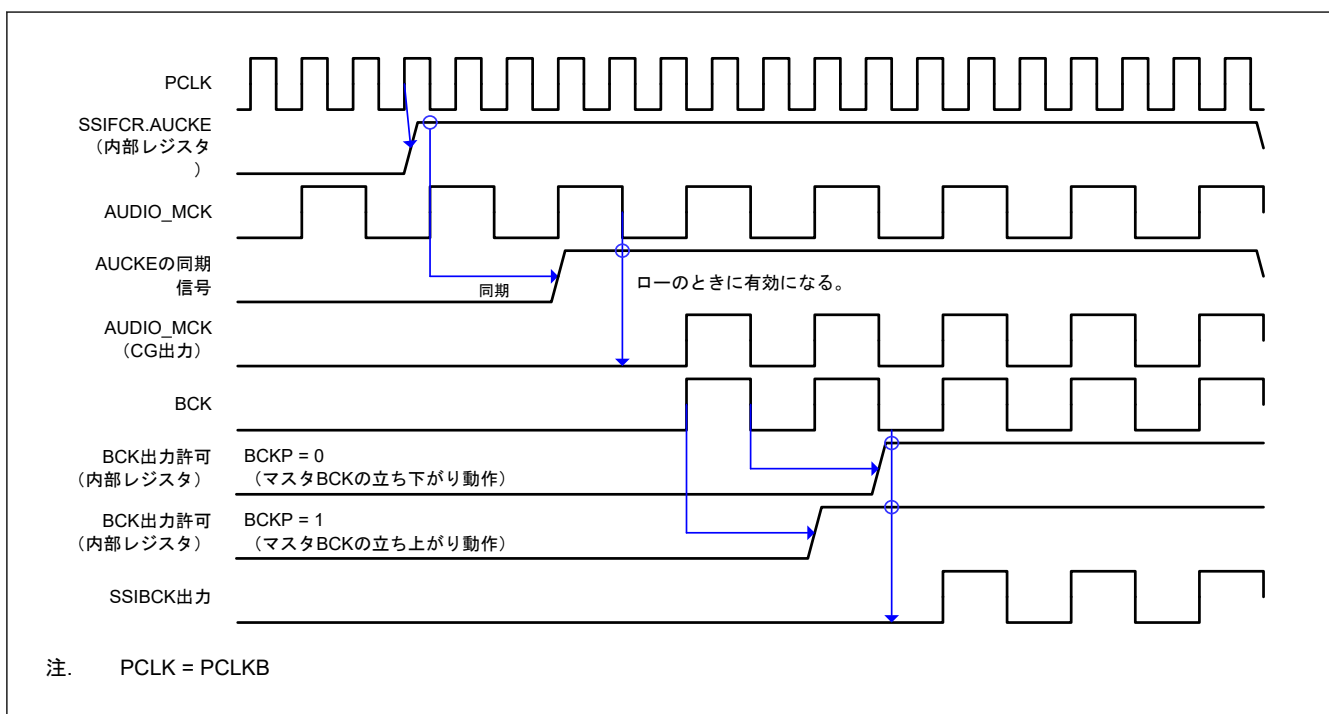 PCLK
SSIFCR.AUCKE
（内部レジスタ
）
AUDIO_MCK
AUCKEの同期
信号
同期
ローのときに有効になる。
AUDIO_MCK
（CG出力）
BCK
BCK出力許可
（内部レジスタ）
BCKP = 0
（マスタBCKの立ち下がり動作）
BCK出力許可
（内部レジスタ）
BCKP = 1
（マスタBCKの立ち上がり動作）
SSIBCK出力
注. PCLK = PCLKB